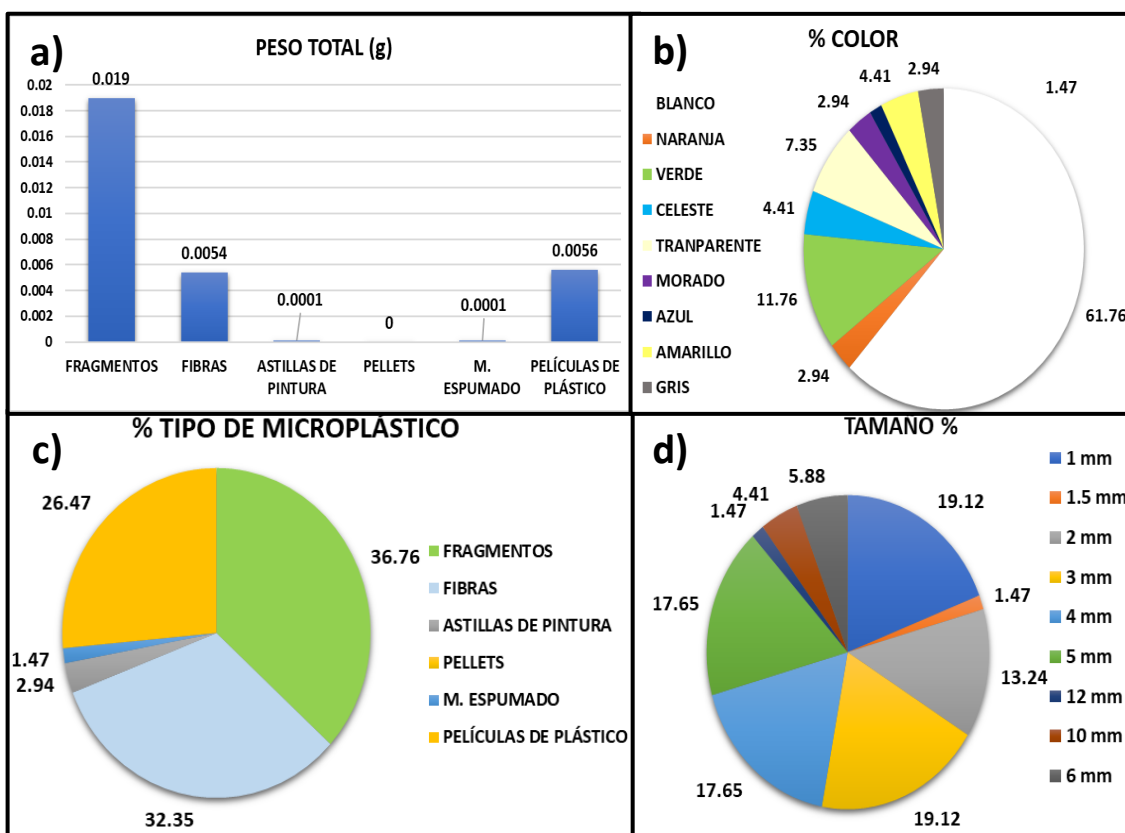 a)
PESO TOTAL (g)
0.02
0.018
0.016
0.014
0.012
0.01
0.008
0.006
0.004
0.002
0
0.019
0.0054
0.0001
0
0.0001
0.0056
FRAGMENTOS
FIBRAS
ASTILLAS DE
PINTURA
PELLETS
M.
ESPUMADO
PELÍCULAS DE
PLÁSTICO
b)
% COLOR
BLANCO
NARANJA
VERDE
CELESTE
TRANPARENTE
MORADO
AZUL
AMARILLO
GRIS
4.41
2.94
1.47
2.94
7.35
4.41
11.76
2.94
61.76
c)
% TIPO DE MICROPLÁSTICO
26.47
36.76
1.47
2.94
32.35
FRAGMENTOS
FIBRAS
ASTILLAS DE PINTURA
PELLETS
M. ESPUMADO
PELÍCULAS DE PLÁSTICO
d)
TAMANO %
5.88
4.41
1.47
19.12
1.47
17.65
13.24
17.65
19.12
1 mm
1.5 mm
2 mm
3 mm
4 mm
5 mm
12 mm
10 mm
6 mm